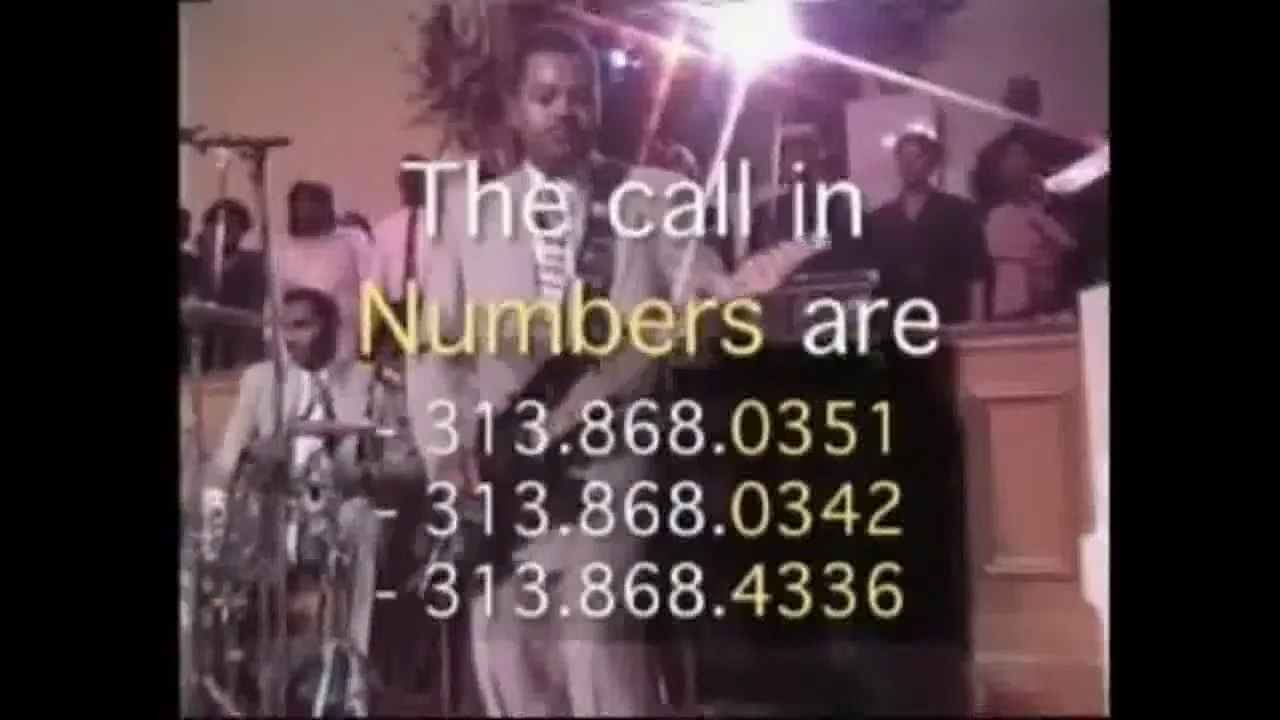 The call in
Numbers are
- 313.868.0351
- 313.868.0342
- 313.868.4336